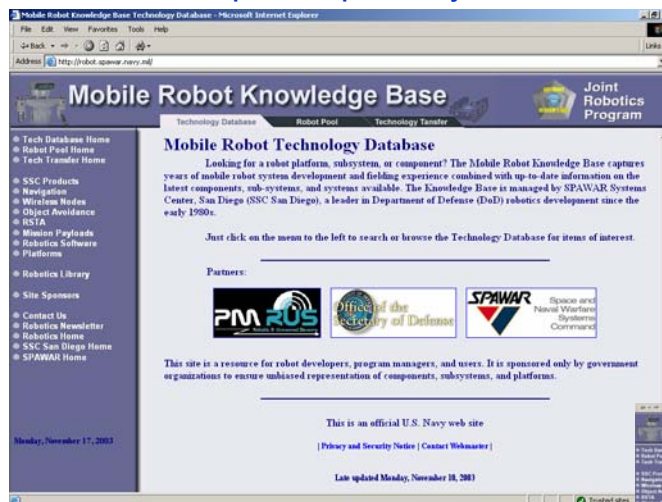 Mobile Robot Knowledge Base Technology Database - Microsoft Internet Explorer
File Edit View Favorites Tools Help
Back
Links
Address http://robot.spawar.navy.mil/
Mobile Robot Knowledge Base
Joint
Robotics
Program
Technology Database Robot Pool Technology Tansfer
Tech Database Home
Robot Pool Home
Tech Transfer Home
SSC Products
Navigation
Wireless Nodes
Object Avoidance
RSTA
Mission Payloads
Robotics Software
Platforms
Robotics Library
Site Sponsors
Contact Us
Robotics Newsletter
Robotics Home
SSC San Diego Home
SPAWAR Home
Monday, November 17, 2003
Mobile Robot Technology Database
Looking for a robot platform, subsystem, or component? The Mobile Robot Knowledge Base captures
years of mobile robot system development and fielding experience combined with up-to-date information on the
latest components, sub-systems, and systems available. The Knowledge Base is managed by SPAWAR Systems
Center, San Diego (SSC San Diego), a leader in Department of Defense (DoD) robotics development since the
early 1980s.
Just click on the menu to the left to search or browse the Technology Database for items of interest.
Partners:
PM RUS
Office of the
Secretary of Defense
SPAWAR
Space and
Naval Warfare
Systems
Command
This site is a resource for robot developers, program managers, and users. It is sponsored only by government
organizations to ensure unbiased representation of components, subsystems, and platforms.
This is an official U.S. Navy web site
| Privacy and Security Notice | Contact Webmaster |
Late updated Monday, November 10, 2003
Trusted sites